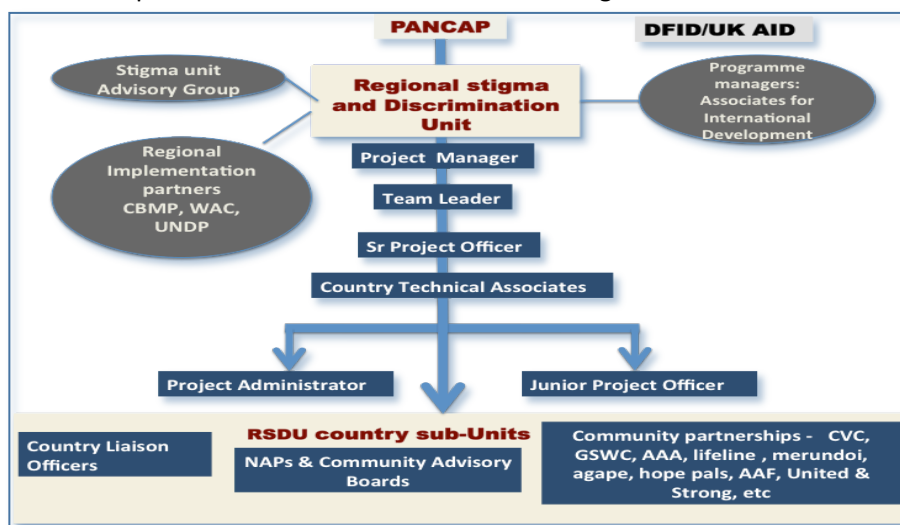 PANCAP
DFID/UK AID
Stigma unit
Advisory Group
Regional stigma
and Discrimination
Unit
Programme
managers:
Associates for
International
Development
Regional
Implementation
partners
CBMP, WAC,
UNDP
Project Manager
Team Leader
Sr Project Officer
Country Technical Associates
Project Administrator
Junior Project Officer
RSDU country sub-Units
Country Liaison
Officers
NAPs & Community Advisory
Boards
Community partnerships - CVC,
GSWC, AAA, lifeline , merundoi,
agape, hope pals, AAF, United &
Strong, etc